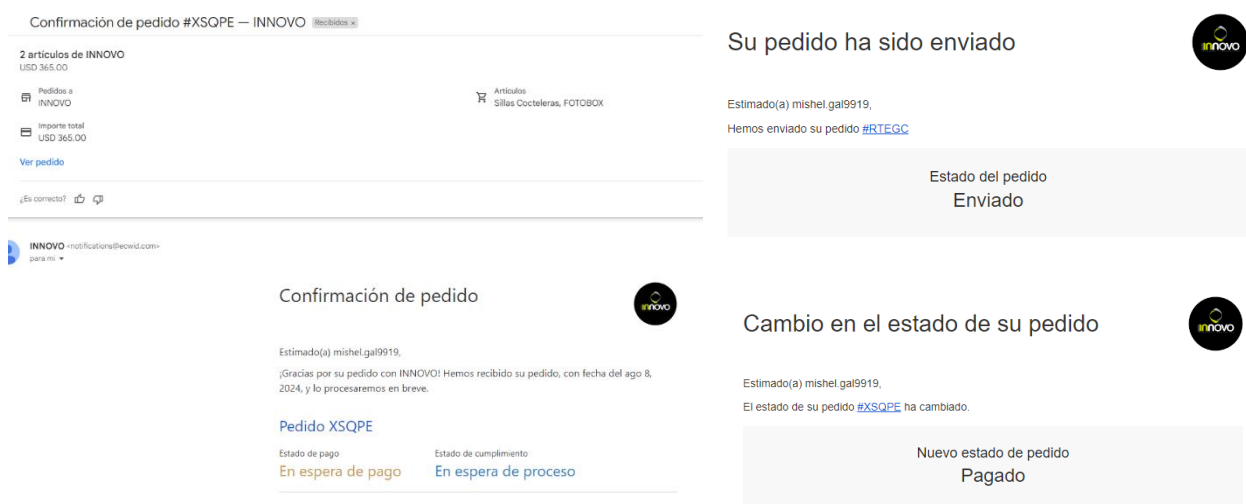 Confirmación de pedido #XSQPE — INNOVO Recibidos x
2 artículos de INNOVO
USD 365.00
Pedidos a
INNOVO
Artículos
Sillas Cocteleras, FOTOBOX
Importe total
USD 365.00
Ver pedido
¿Es correcto?
INNOVO <notifications@ecwid.com>
para mí
Confirmación de pedido
INNOVO
Estimado(a) mishel.gal9919,
¡Gracias por su pedido con INNOVO! Hemos recibido su pedido, con fecha del ago 8,
2024, y lo procesaremos en breve.
Pedido XSQPE
Estado de pago
Estado de cumplimiento
En espera de pago
En espera de proceso
Su pedido ha sido enviado
INNOVO
Estimado(a) mishel.gal9919,
Hemos enviado su pedido #RTEGC
Estado del pedido
Enviado
Cambio en el estado de su pedido
INNOVO
Estimado(a) mishel.gal9919,
El estado de su pedido #XSQPE ha cambiado.
Nuevo estado de pedido
Pagado